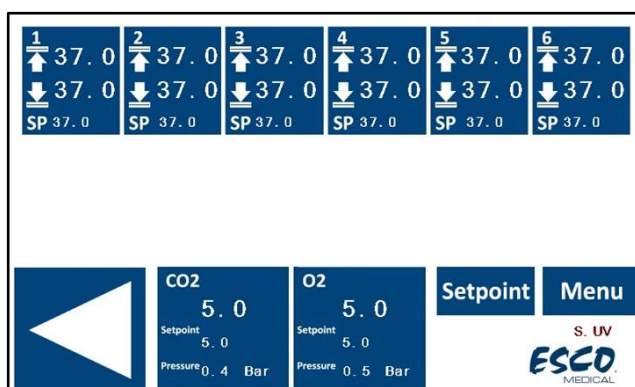 1 2 3 4 5 6
37. 0 37. 0 37. 0 37. 0 37. 0 37. 0
37. 0 37. 0 37. 0 37. 0 37. 0 37. 0
SP 37. 0 SP 37. 0 SP 37. 0 SP 37. 0 SP 37. 0 SP 37. 0
CO2
5. 0
Setpoint
5. 0
Pressure 0. 4 Bar
O2
5. 0
Setpoint
5. 0
Pressure 0. 5 Bar
Setpoint
Menu
S. UV
ESCO
MEDICAL